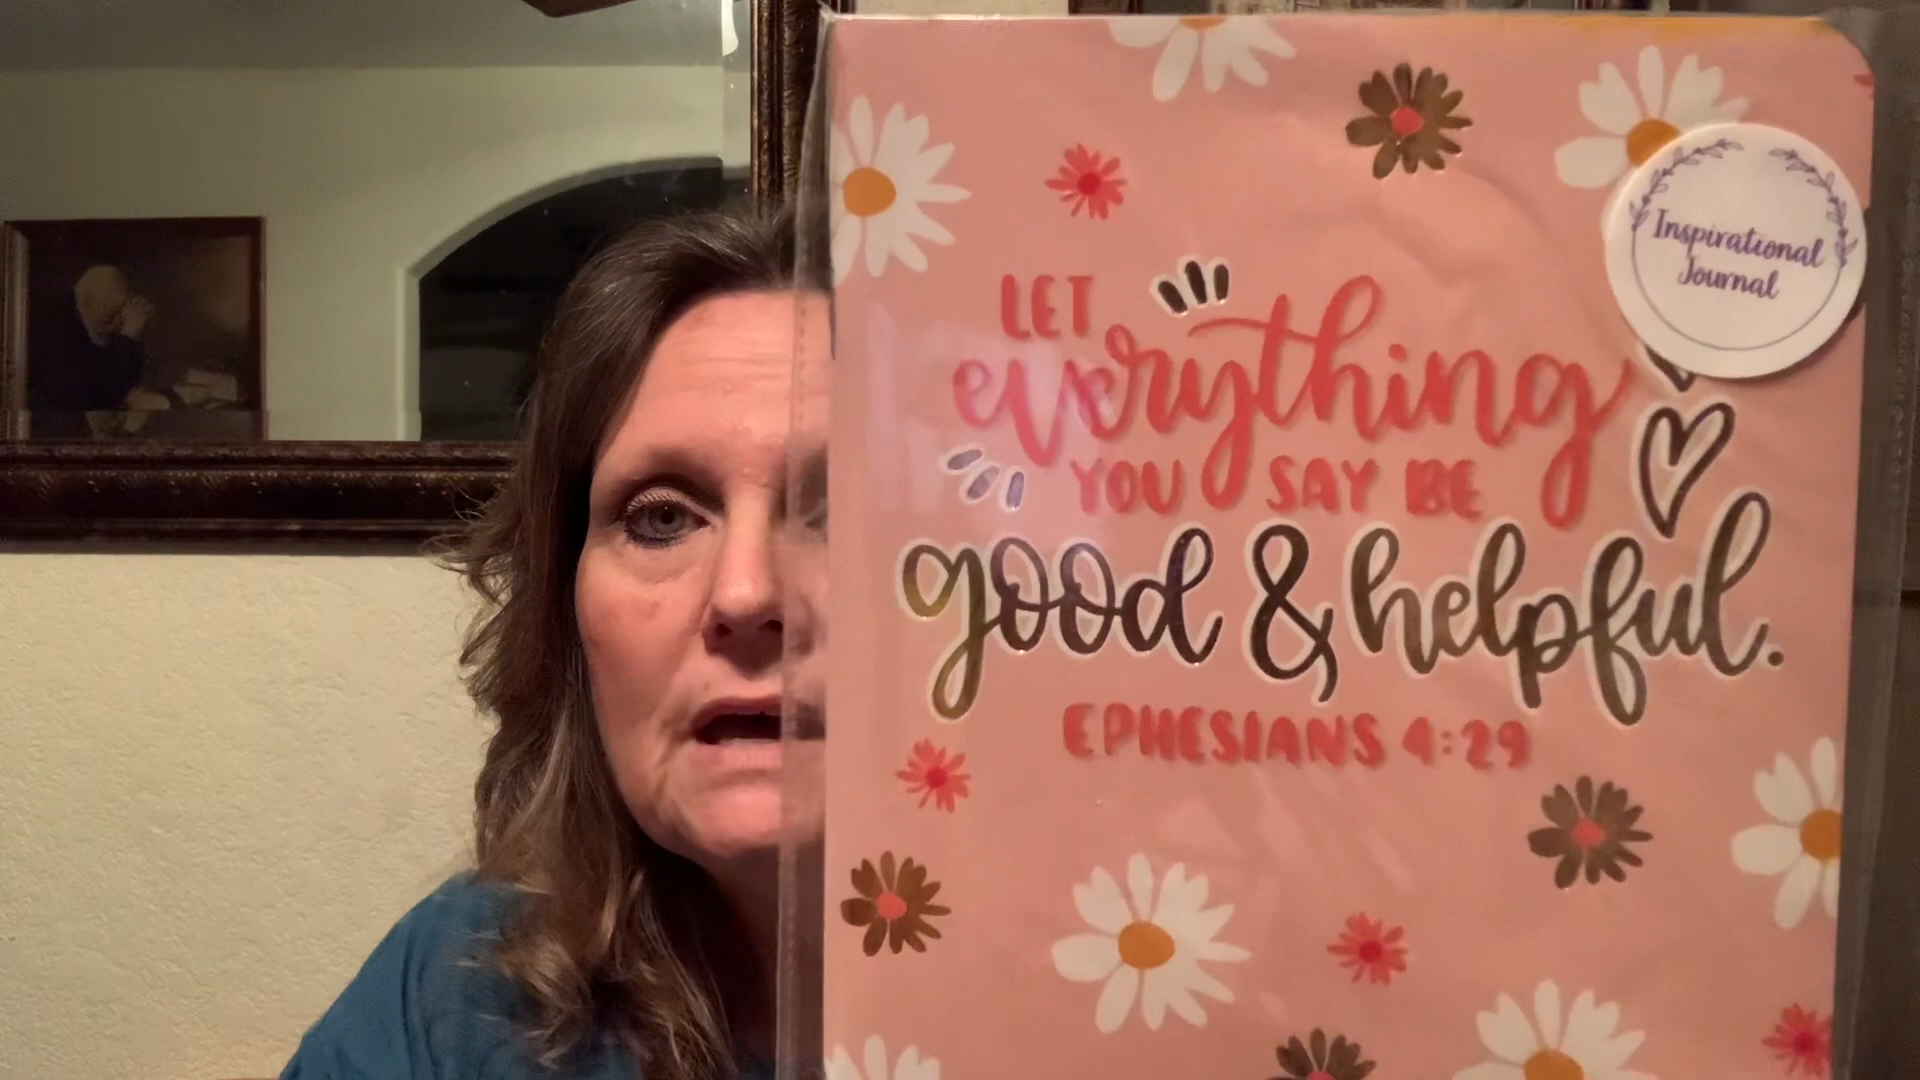 Inspirational
Journal
LET
everything
YOU SAY BE
good & helpful.
EPHESIANS 4:29